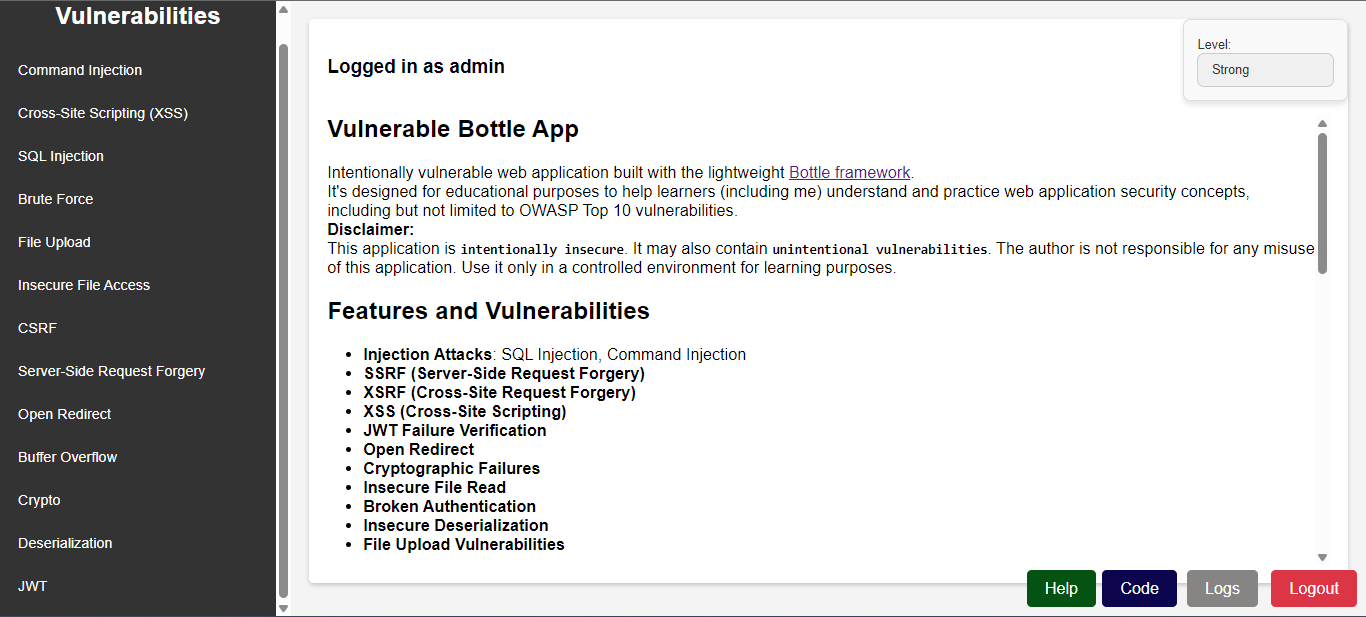 Vulnerabilities
Command Injection
Cross-Site Scripting (XSS)
SQL Injection
Brute Force
File Upload
Insecure File Access
CSRF
Server-Side Request Forgery
Open Redirect
Buffer Overflow
Crypto
Deserialization
JWT
Logged in as admin
Level:
Strong
Vulnerable Bottle App
Intentionally vulnerable web application built with the lightweight Bottle framework.
It's designed for educational purposes to help learners (including me) understand and practice web application security concepts,
including but not limited to OWASP Top 10 vulnerabilities.
Disclaimer:
This application is intentionally insecure. It may also contain unintentional vulnerabilities. The author is not responsible for any misuse
of this application. Use it only in a controlled environment for learning purposes.
Features and Vulnerabilities
• Injection Attacks: SQL Injection, Command Injection
• SSRF (Server-Side Request Forgery)
• XSRF (Cross-Site Request Forgery)
• XSS (Cross-Site Scripting)
• JWT Failure Verification
• Open Redirect
• Cryptographic Failures
• Insecure File Read
• Broken Authentication
• Insecure Deserialization
• File Upload Vulnerabilities
Help
Code
Logs
Logout